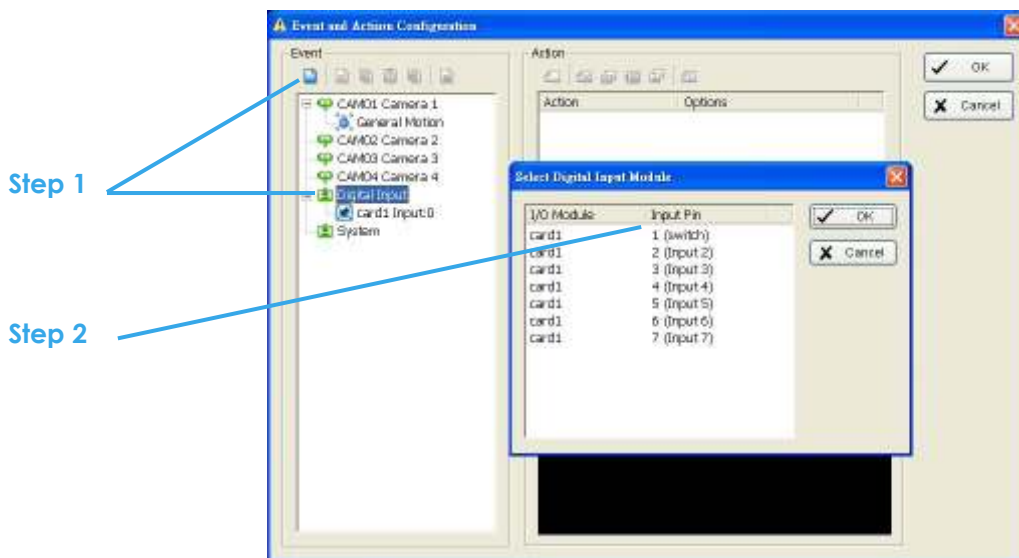 Event and Action Configuration
Event
Action
OK
Cancel
Action Options
CAM01 Camera 1
General Motion
CAM02 Camera 2
CAM03 Camera 3
CAM04 Camera 4
Digital Input
card1 Input:0
System
Step 1
Step 2
Select Digital Input Module
I/O Module Input Pin
card1 1 (switch)
card1 2 (Input 2)
card1 3 (Input 3)
card1 4 (Input 4)
card1 5 (Input 5)
card1 6 (Input 6)
card1 7 (Input 7)
OK
Cancel